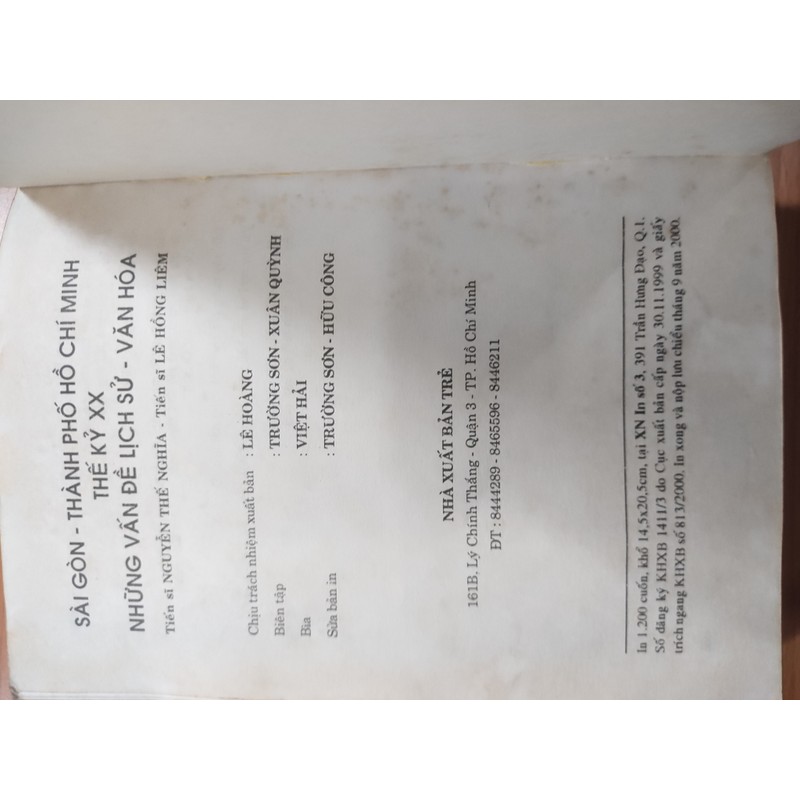 SÀI GÒN - THÀNH PHỐ HỒ CHÍ MINH
THẾ KỶ XX
NHỮNG VẤN ĐỀ LỊCH SỬ - VĂN HÓA
Tiến sĩ NGUYỄN THẾ NGHĨA - Tiến sĩ LÊ HỒNG LIÊM
Chịu trách nhiệm xuất bản : LÊ HOÀNG
Biên tập : TRƯỜNG SƠN - XUÂN QUỲNH
Bìa : VIỆT HẢI
Sửa bản in : TRƯỜNG SƠN - HỮU CÔNG
NHÀ XUẤT BẢN TRẺ
161B, Lý Chính Thắng - Quận 3 - TP. Hồ Chí Minh
ĐT : 8444289 - 8465596 - 8446211
In 1.200 cuốn, khổ 14,5x20,5cm, tại XN In số 3, 391 Trần Hưng Đạo, Q.1.
Số đăng ký KHXB 1411/3 do Cục xuất bản cấp ngày 30.11.1999 và giấy
trích ngang KHXB số 813/2000. In xong và nộp lưu chiểu tháng 9 năm 2000.